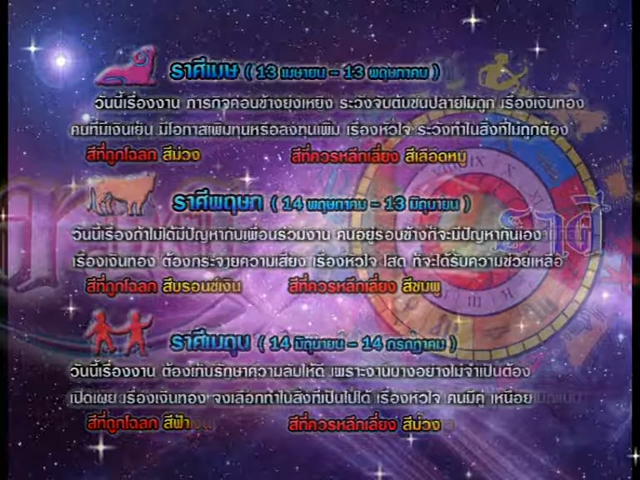 ราศีเมษ ( 13 เมษายน - 13 พฤษภาคม )
วันนี้เรื่องงาน ภารกิจค่อนข้างยุ่งเหยิง ระวังจับต้นชนปลายไม่ถูก เรื่องเงินทอง
คนที่มีเงินเย็น มีโอกาสเพิ่มทุนหรือลงทุนเพิ่ม เรื่องหัวใจ ระวังทำในสิ่งที่ไม่ถูกต้อง
สีที่ถูกโฉลก สีม่วง สีที่ควรหลีกเลี่ยง สีเลือดหมู
ราศีพฤษภ ( 14 พฤษภาคม - 13 มิถุนายน )
วันนี้เรื่องถ้าไม่ได้มีปัญหากับเพื่อนร่วมงาน คนอยู่รอบข้างก็จะมีปัญหากันเอง
เรื่องเงินทอง ต้องกระจายความเสี่ยง เรื่องหัวใจ โสด ก็จะได้รับความช่วยเหลือ
สีที่ถูกโฉลก สีบรอนซ์เงิน สีที่ควรหลีกเลี่ยง สีชมพู
ราศี
ราศีเมถุน ( 14 มิถุนายน - 14 กรกฎาคม )
วันนี้เรื่องงาน ต้องเก็บรักษาความลับให้ดี เพราะงานบางอย่างไม่จำเป็นต้อง
เปิดเผย เรื่องเงินทอง จงเลือกทำในสิ่งที่เป็นไปได้ เรื่องหัวใจ คนมีคู่ เหนื่อย
สีที่ถูกโฉลก สีฟ้า สีที่ควรหลีกเลี่ยง สีม่วง